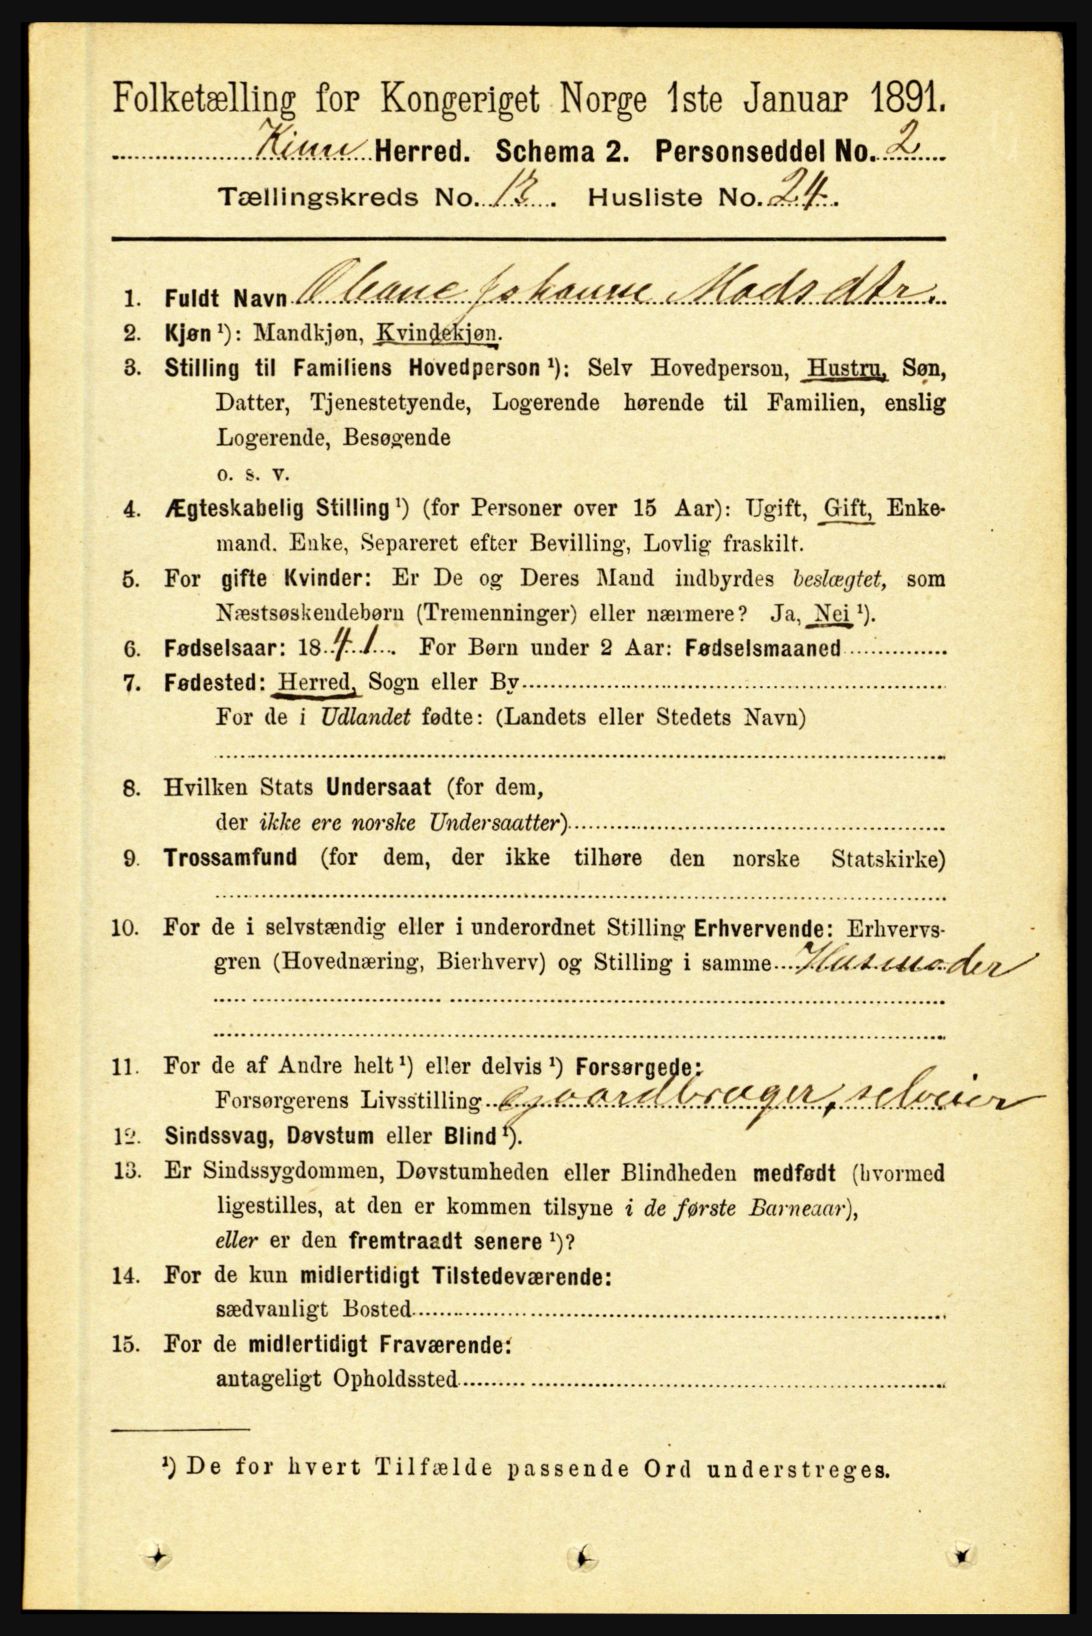 Folketælling for Kongeriget Norge 1ste Januar 1891.
Kinn Herred. Schema 2. Personseddel No. 2
Tællingskreds No. 13. Husliste No. 24.
1. Fuldt Navn Oleane Johanne Madsdtr.
2. Kjøn ¹): Mandkjøn, Kvindekjøn.
3. Stilling til Familiens Hovedperson ¹): Selv Hovedperson, Hustru, Søn,
Datter, Tjenestetyende, Logerende hørende til Familien, enslig
Logerende, Besøgende
o. s. v.
4. Ægteskabelig Stilling ¹) (for Personer over 15 Aar): Ugift, Gift, Enke-
mand. Enke, Separeret efter Bevilling, Lovlig fraskilt.
5. For gifte Kvinder: Er De og Deres Mand indbyrdes beslægtet, som
Næstsøskendebørn (Tremenninger) eller nærmere? Ja, Nei ¹).
6. Fødselsaar: 1841. For Børn under 2 Aar: Fødselsmaaned
7. Fødested: Herred, Sogn eller By
For de i Udlandet fødte: (Landets eller Stedets Navn)
8. Hvilken Stats Undersaat (for dem,
der ikke ere norske Undersaatter)
9. Trossamfund (for dem, der ikke tilhøre den norske Statskirke)
10. For de i selvstændig eller i underordnet Stilling Erhvervende: Erhvervs-
gren (Hovednæring, Bierhverv) og Stilling i samme Husmoder
11. For de af Andre helt ¹) eller delvis ¹) Forsørgede:
Forsørgerens Livsstilling gaardbruger, selveier
12. Sindssvag, Døvstum eller Blind ¹).
13. Er Sindssygdommen, Døvstumheden eller Blindheden medfødt (hvormed
ligestilles, at den er kommen tilsyne i de første Barneaar),
eller er den fremtraadt senere ¹)?
14. For de kun midlertidigt Tilstedeværende:
sædvanligt Bosted
15. For de midlertidigt Fraværende:
antageligt Opholdssted
¹) De for hvert Tilfælde passende Ord understreges.